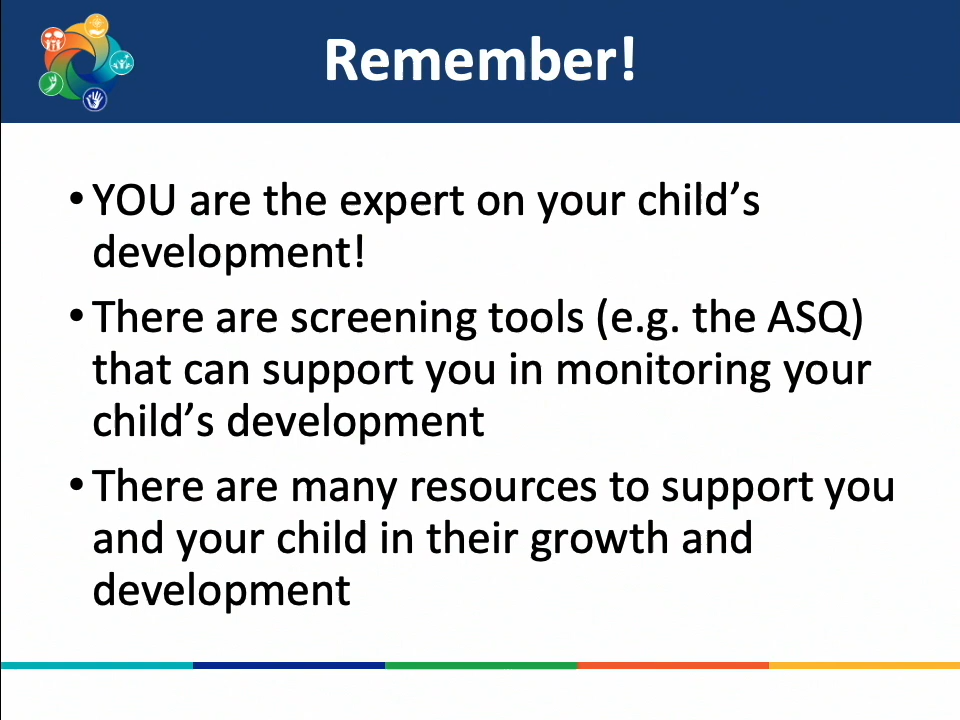 Remember!
• YOU are the expert on your child’s
development!
• There are screening tools (e.g. the ASQ)
that can support you in monitoring your
child’s development
• There are many resources to support you
and your child in their growth and
development